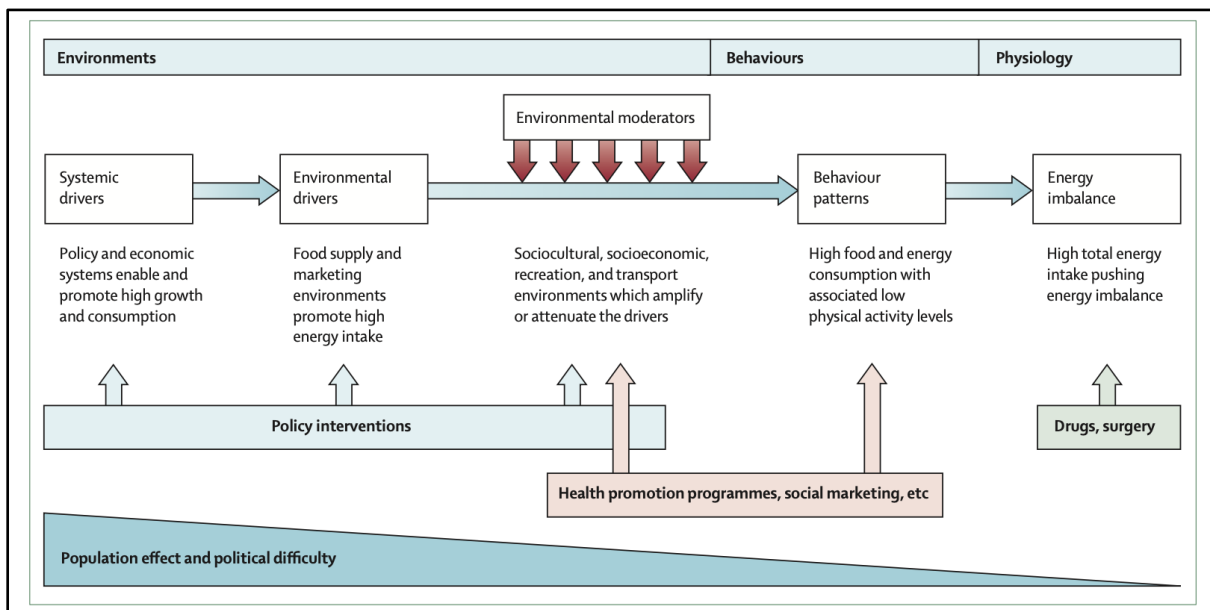 Environments
Behaviours
Physiology
Environmental moderators
Systemic
drivers
Environmental
drivers
Behaviour
patterns
Energy
imbalance
Policy and economic
systems enable and
promote high growth
and consumption
Food supply and
marketing
environments
promote high
energy intake
Sociocultural, socioeconomic,
recreation, and transport
environments which amplify
or attenuate the drivers
High food and energy
consumption with
associated low
physical activity levels
High total energy
intake pushing
energy imbalance
Policy interventions
Drugs, surgery
Health promotion programmes, social marketing, etc
Population effect and political difficulty